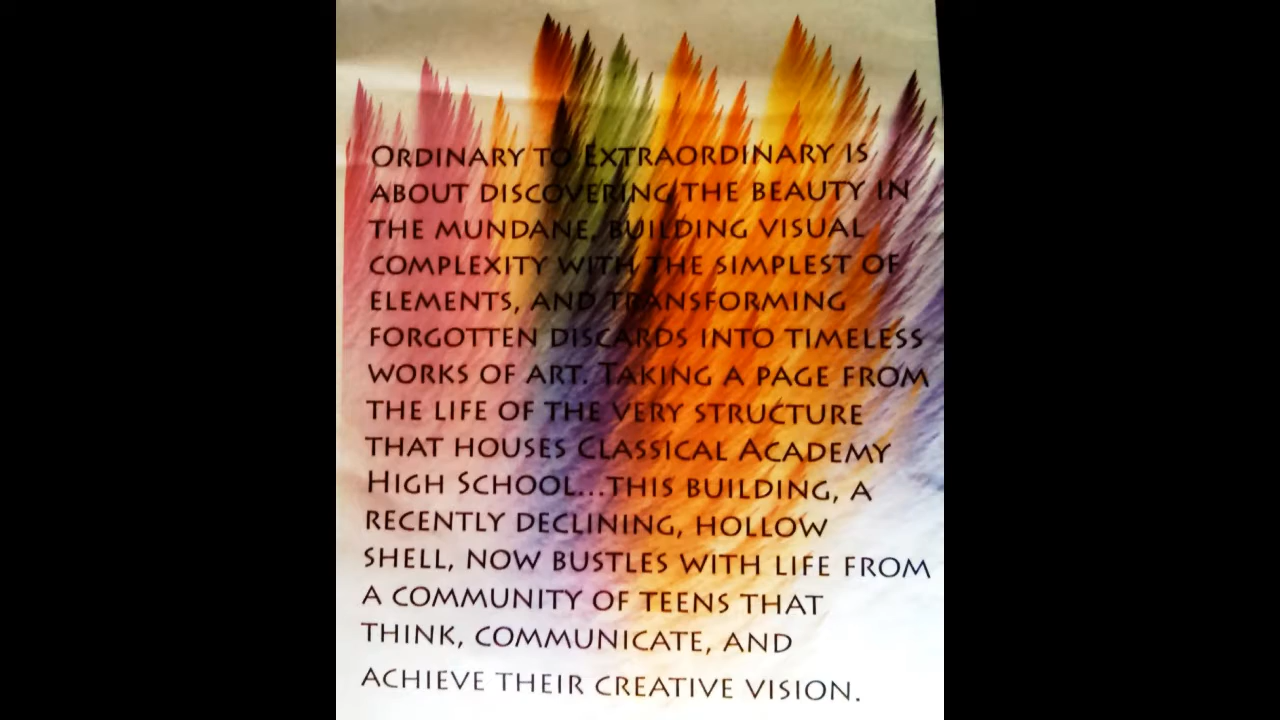 Ordinary to Extraordinary is
about discovering the beauty in
the mundane, building visual
complexity with the simplest of
elements, and transforming
forgotten discards into timeless
works of art. Taking a page from
the life of the very structure
that houses Classical Academy
High School...this building, a
recently declining, hollow
shell, now bustles with life from
a community of teens that
think, communicate, and
achieve their creative vision.